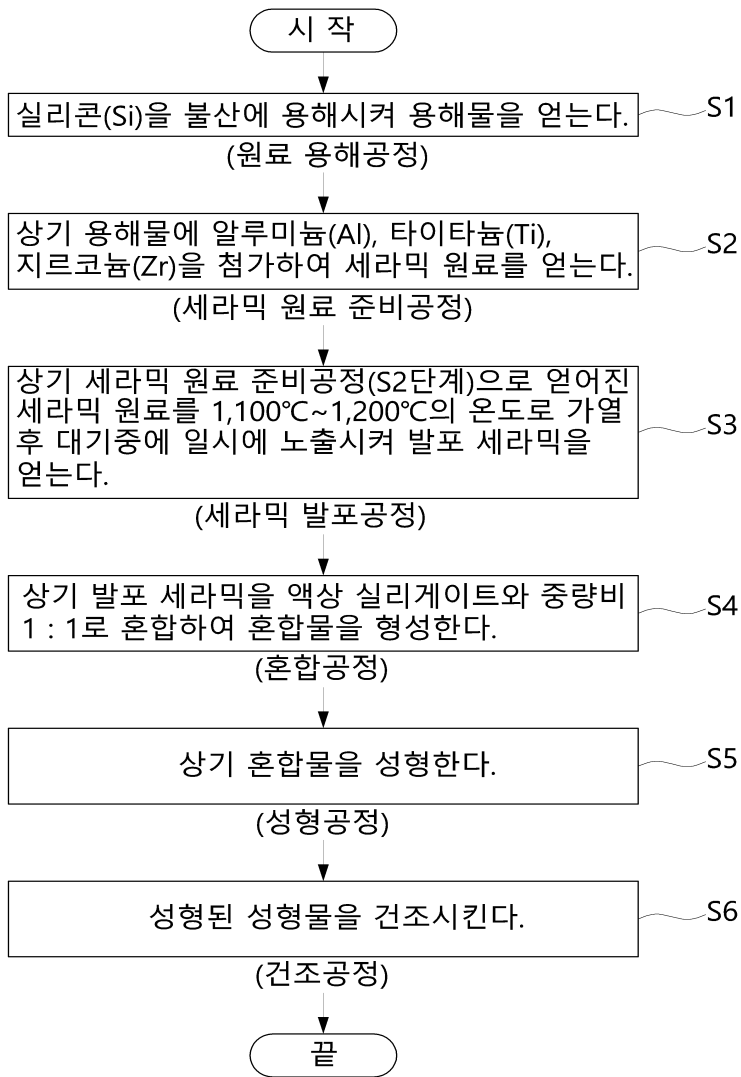 시 작
실리콘(Si)을 불산에 용해시켜 용해물을 얻는다.
S1
(원료 용해공정)
상기 용해물에 알루미늄(Al), 타이타늄(Ti),
지르코늄(Zr)을 첨가하여 세라믹 원료를 얻는다.
S2
(세라믹 원료 준비공정)
상기 세라믹 원료 준비공정(S2단계)으로 얻어진
세라믹 원료를 1,100℃~1,200℃의 온도로 가열
후 대기중에 일시에 노출시켜 발포 세라믹을
얻는다.
S3
(세라믹 발포공정)
상기 발포 세라믹을 액상 실리게이트와 중량비
1 : 1로 혼합하여 혼합물을 형성한다.
S4
(혼합공정)
상기 혼합물을 성형한다.
S5
(성형공정)
성형된 성형물을 건조시킨다.
S6
(건조공정)
끝